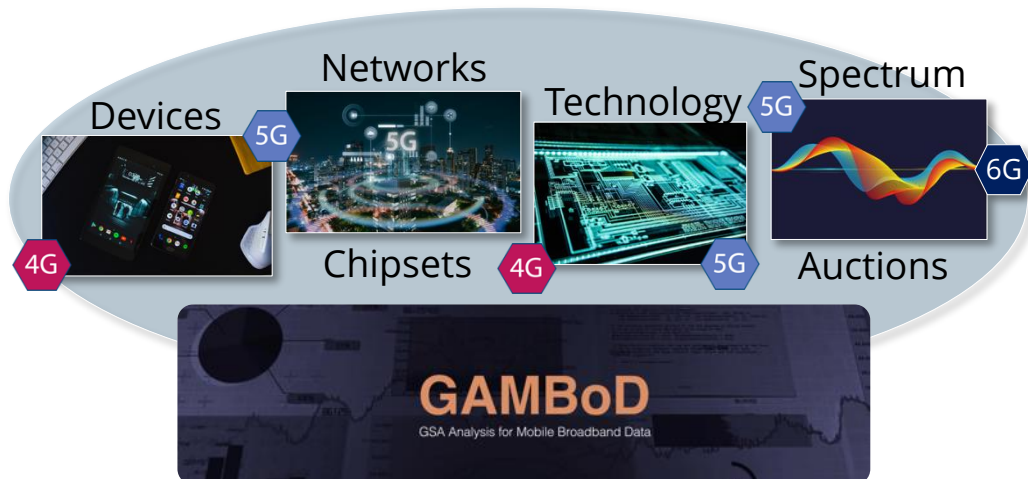 Networks
Spectrum
Devices
Technology
5G
5G
5G
6G
4G
Chipsets
4G
5G
Auctions
GAMBoD
GSA Analysis for Mobile Broadband Data